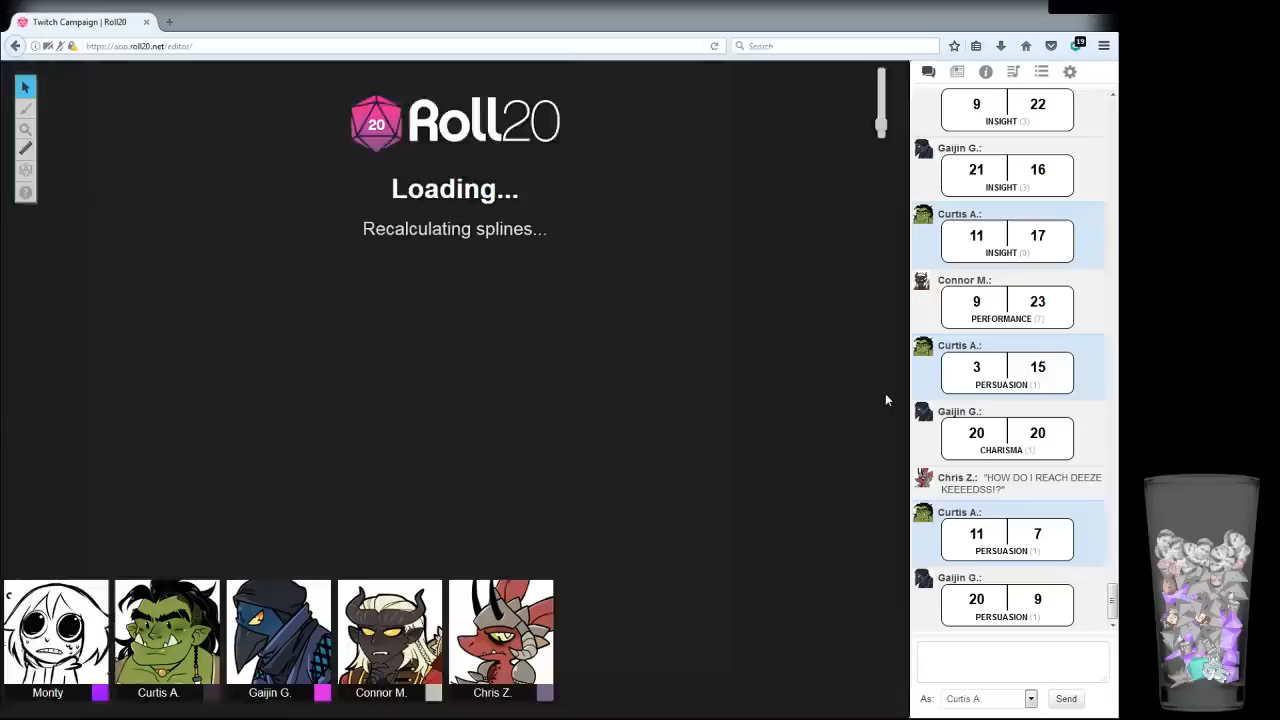 Twitch Campaign | Roll20
https://app.roll20.net/editor/
Search
19
20 Roll20
Loading...
Recalculating splines...
9 22
INSIGHT (3)
Gaijin G.:
21 16
INSIGHT (3)
Curtis A.:
11 17
INSIGHT (0)
Connor M.:
9 23
PERFORMANCE (7)
Curtis A.:
3 15
PERSUASION (1)
Gaijin G.:
20 20
CHARISMA (1)
Chris Z.: "HOW DO I REACH DEEZE
KEEEEDSS!?"
Curtis A.:
11 7
PERSUASION (1)
Gaijin G.:
20 9
PERSUASION (1)
As: Curtis A. Send
Monty Curtis A. Gaijin G. Connor M. Chris Z.